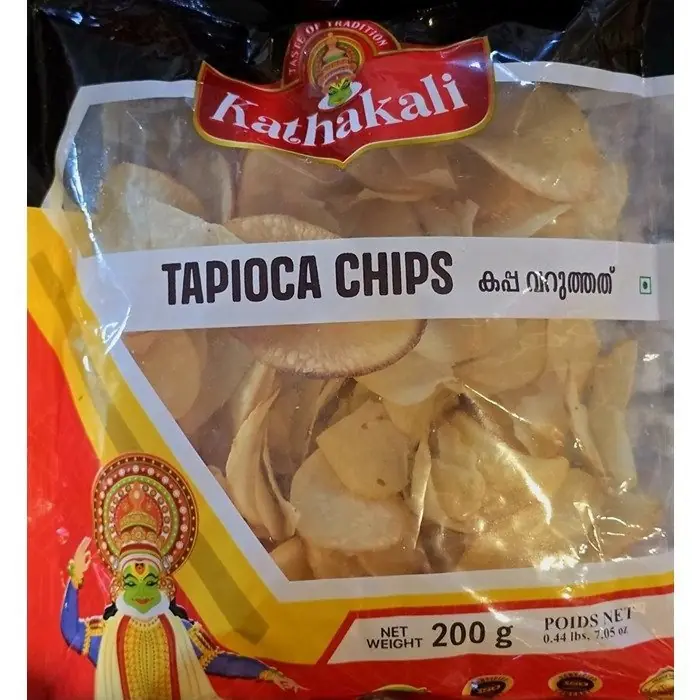 TASTE OF TRADITION
Kathakali
TAPIOCA CHIPS കപ്പ വറുത്തത്
NET WEIGHT 200 g
POIDS NET
0.44 lbs, 7.05 oz